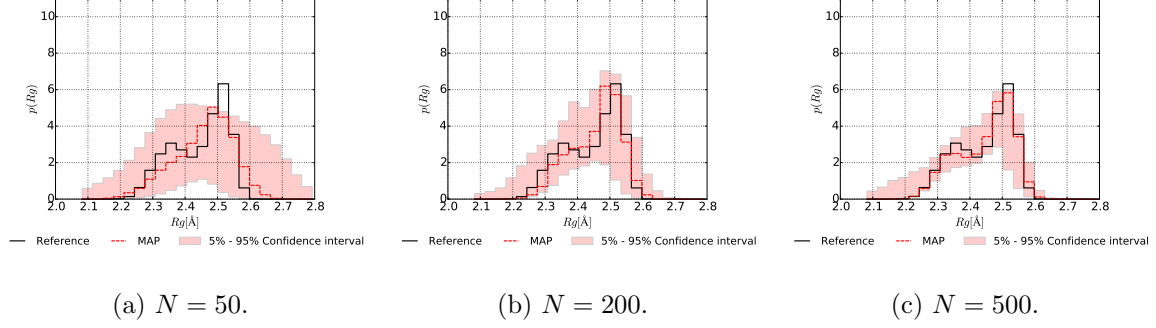 10
8
6
4
2
0
p(Rg)
2.0 2.1 2.2 2.3 2.4 2.5 2.6 2.7 2.8
Rg[Å]
Reference MAP 5% - 95% Confidence interval
(a) N = 50.
10
8
6
4
2
0
p(Rg)
2.0 2.1 2.2 2.3 2.4 2.5 2.6 2.7 2.8
Rg[Å]
Reference MAP 5% - 95% Confidence interval
(b) N = 200.
10
8
6
4
2
0
p(Rg)
2.0 2.1 2.2 2.3 2.4 2.5 2.6 2.7 2.8
Rg[Å]
Reference MAP 5% - 95% Confidence interval
(c) N = 500.